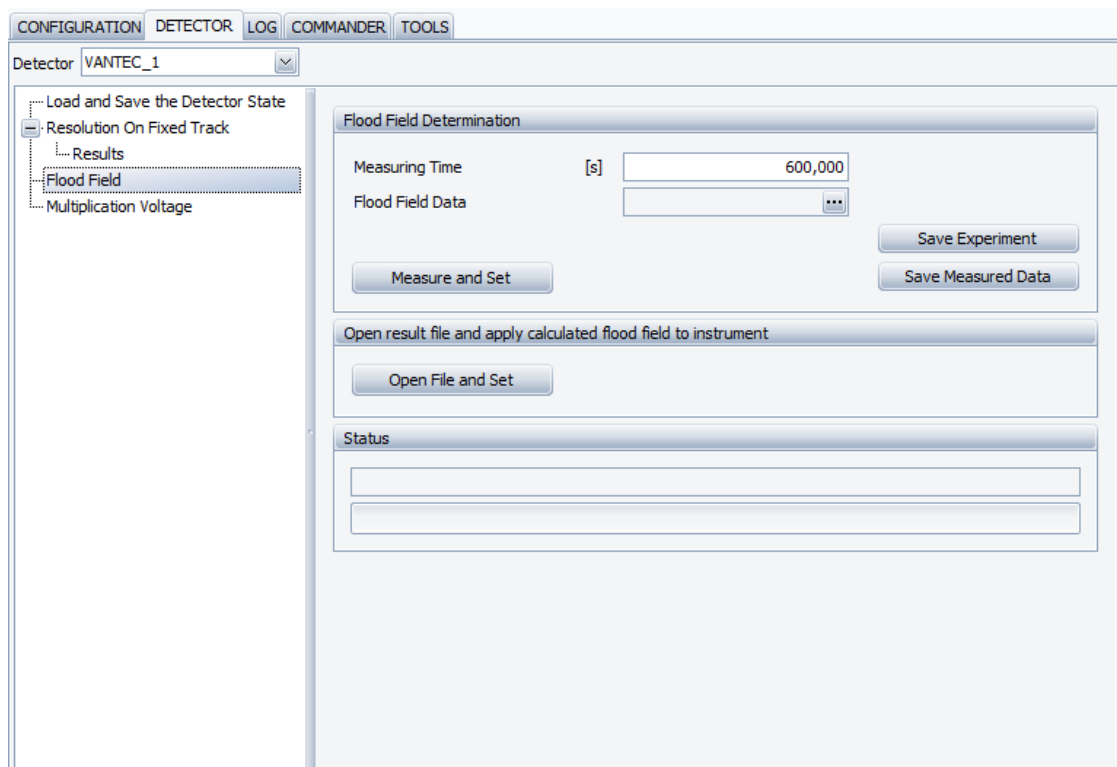 CONFIGURATION DETECTOR LOG COMMANDER TOOLS
Detector VANTEC_1
Load and Save the Detector State
Resolution On Fixed Track
Results
Flood Field
Multiplication Voltage
Flood Field Determination
Measuring Time [s] 600,000
Flood Field Data ...
Save Experiment
Measure and Set Save Measured Data
Open result file and apply calculated flood field to instrument
Open File and Set
Status